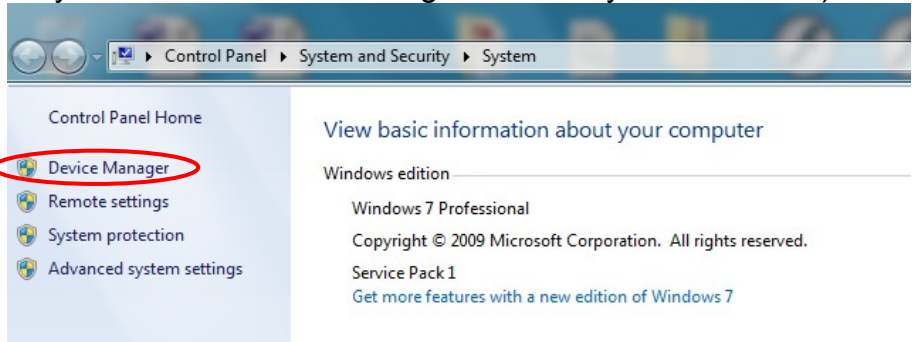 Control Panel ▸ System and Security ▸ System
Control Panel Home
Device Manager
Remote settings
System protection
Advanced system settings
View basic information about your computer
Windows edition
Windows 7 Professional
Copyright © 2009 Microsoft Corporation. All rights reserved.
Service Pack 1
Get more features with a new edition of Windows 7